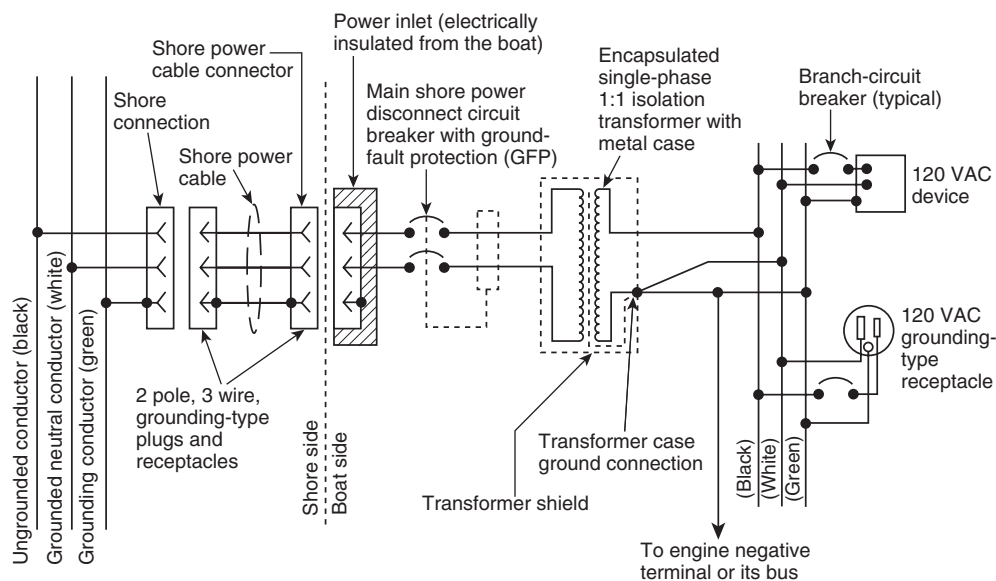 Power inlet (electrically
insulated from the boat)
Shore power
cable connector
Encapsulated
single-phase
1:1 isolation
transformer with
metal case
Branch-circuit
breaker (typical)
Main shore power
disconnect circuit
breaker with ground-
fault protection (GFP)
Shore
connection
Shore power
cable
120 VAC
device
120 VAC
grounding-
type
receptacle
2 pole, 3 wire,
grounding-type
plugs and
receptacles
Ungrounded conductor (black)
Grounded neutral conductor (white)
Grounding conductor (green)
Shore side
Boat side
Transformer case
ground connection
Transformer shield
(Black)
(White)
(Green)
To engine negative
terminal or its bus